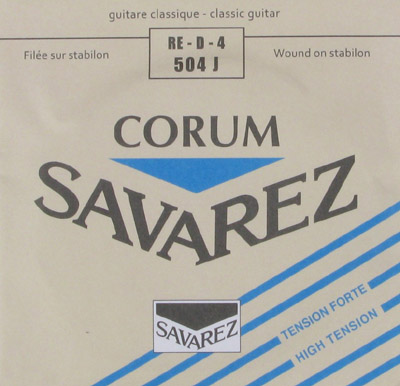 guitare classique - classic guitar
Filée sur stabilon
RE - D - 4
504 J
Wound on stabilon
CORUM
SAVAREZ
SAVAREZ
TENSION FORTE
HIGH TENSION